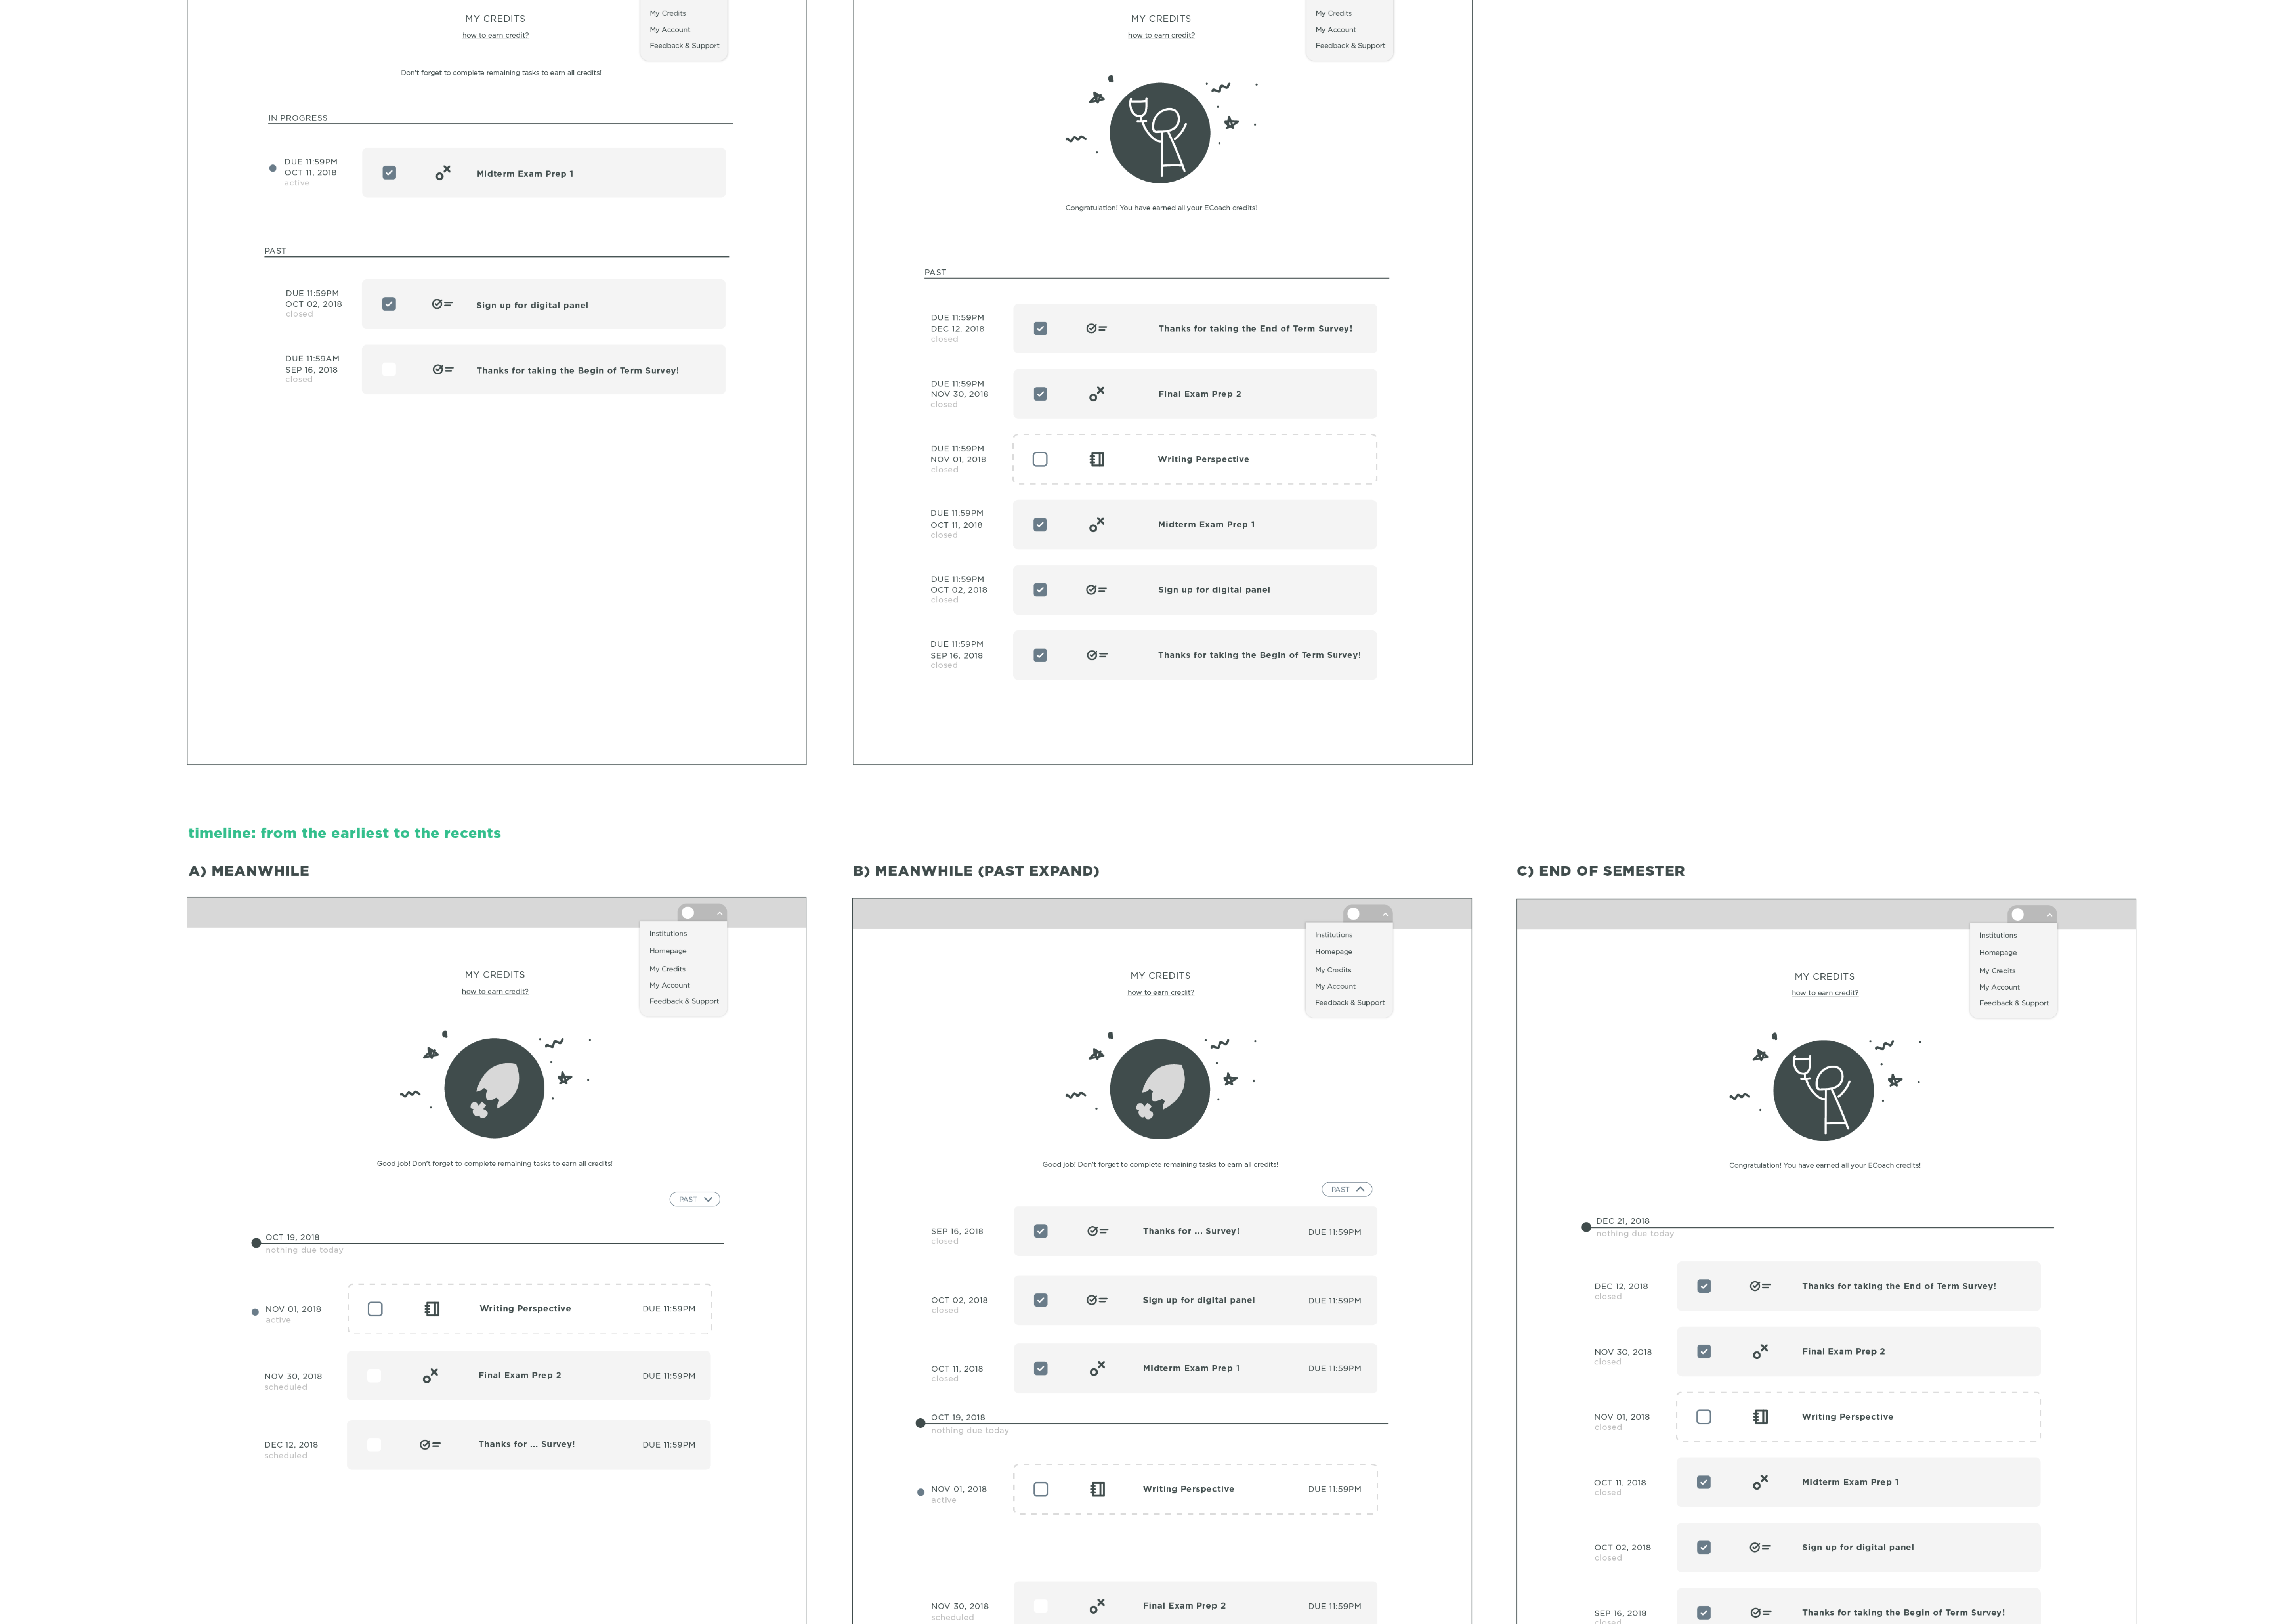 MY CREDITS
how to earn credit?
My Credits
My Account
Feedback & Support
Don't forget to complete remaining tasks to earn all credits!
IN PROGRESS
DUE 11:59PM
OCT 11, 2018
active
Midterm Exam Prep 1
PAST
DUE 11:59PM
OCT 02, 2018
closed
Sign up for digital panel
DUE 11:59AM
SEP 16, 2018
closed
Thanks for taking the Begin of Term Survey!
MY CREDITS
how to earn credit?
My Credits
My Account
Feedback & Support
Congratulation! You have earned all your ECoach credits!
PAST
DUE 11:59PM
DEC 12, 2018
closed
Thanks for taking the End of Term Survey!
DUE 11:59PM
NOV 30, 2018
closed
Final Exam Prep 2
DUE 11:59PM
NOV 01, 2018
closed
Writing Perspective
DUE 11:59PM
OCT 11, 2018
closed
Midterm Exam Prep 1
DUE 11:59PM
OCT 02, 2018
closed
Sign up for digital panel
DUE 11:59PM
SEP 16, 2018
closed
Thanks for taking the Begin of Term Survey!
timeline: from the earliest to the recents
A) MEANWHILE
Institutions
Homepage
My Credits
My Account
Feedback & Support
MY CREDITS
how to earn credit?
Good job! Don't forget to complete remaining tasks to earn all credits!
PAST
OCT 19, 2018
nothing due today
NOV 01, 2018
active
Writing Perspective
DUE 11:59PM
NOV 30, 2018
scheduled
Final Exam Prep 2
DUE 11:59PM
DEC 12, 2018
scheduled
Thanks for ... Survey!
DUE 11:59PM
B) MEANWHILE (PAST EXPAND)
Institutions
Homepage
My Credits
My Account
Feedback & Support
MY CREDITS
how to earn credit?
Good job! Don't forget to complete remaining tasks to earn all credits!
PAST
SEP 16, 2018
closed
Thanks for ... Survey!
DUE 11:59PM
OCT 02, 2018
closed
Sign up for digital panel
DUE 11:59PM
OCT 11, 2018
closed
Midterm Exam Prep 1
DUE 11:59PM
OCT 19, 2018
nothing due today
NOV 01, 2018
active
Writing Perspective
DUE 11:59PM
NOV 30, 2018
scheduled
Final Exam Prep 2
DUE 11:59PM
C) END OF SEMESTER
Institutions
Homepage
My Credits
My Account
Feedback & Support
MY CREDITS
how to earn credit?
Congratulation! You have earned all your ECoach credits!
DEC 21, 2018
nothing due today
DEC 12, 2018
closed
Thanks for taking the End of Term Survey!
NOV 30, 2018
closed
Final Exam Prep 2
NOV 01, 2018
closed
Writing Perspective
OCT 11, 2018
closed
Midterm Exam Prep 1
OCT 02, 2018
closed
Sign up for digital panel
SEP 16, 2018
closed
Thanks for taking the Begin of Term Survey!